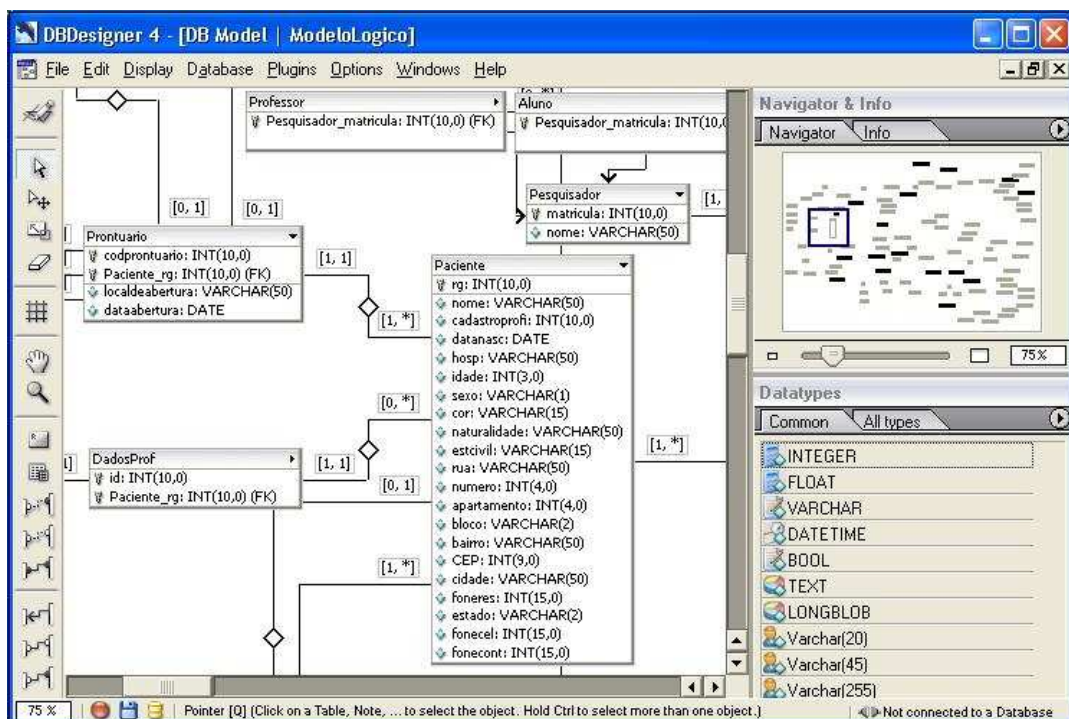 DBDesigner 4 - [DB Model | ModeloLogico]
File Edit Display Database Plugins Options Windows Help
Professor
Pesquisador_matricula: INT(10,0) (FK)
Aluno
Pesquisador_matricula: INT(10,0
Pesquisador
matricula: INT(10,0)
nome: VARCHAR(50)
[1,
[0, 1]
[0, 1]
Prontuario
codprontuario: INT(10,0)
Paciente_rg: INT(10,0) (FK)
localdeabertura: VARCHAR(50)
dataabertura: DATE
[1, 1]
[1, *]
Paciente
rg: INT(10,0)
nome: VARCHAR(50)
cadastroprofi: INT(10,0)
datanasc: DATE
hosp: VARCHAR(50)
idade: INT(3,0)
sexo: VARCHAR(1)
cor: VARCHAR(15)
naturalidade: VARCHAR(50)
estcivil: VARCHAR(15)
rua: VARCHAR(50)
numero: INT(4,0)
apartamento: INT(4,0)
bloco: VARCHAR(2)
bairro: VARCHAR(50)
CEP: INT(9,0)
cidade: VARCHAR(50)
foneres: INT(15,0)
estado: VARCHAR(2)
fonecel: INT(15,0)
fonecont: INT(15,0)
[0, *]
[1, 1]
[0, 1]
[1, *]
[1, *]
DadosProf
id: INT(10,0)
Paciente_rg: INT(10,0) (FK)
Navigator & Info
Navigator Info
75%
Datatypes
Common All types
INTEGER
FLOAT
VARCHAR
DATETIME
BOOL
TEXT
LONGBLOB
Varchar(20)
Varchar(45)
Varchar(255)
75 %
Pointer [Q] (Click on a Table, Note, ... to select the object. Hold Ctrl to select more than one object.)
Not connected to a Database